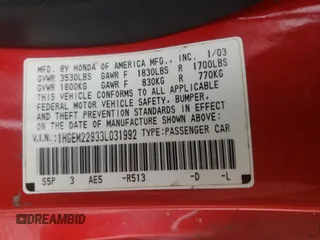 MFD. BY HONDA OF AMERICA MFG., INC. 1/03
GVWR 3530LBS GAWR F 1830LBS R 1700LBS
GVWR 1600KG GAWR F 830KG R 770KG
THIS VEHICLE CONFORMS TO ALL APPLICABLE
FEDERAL MOTOR VEHICLE SAFETY, BUMPER,
AND THEFT PREVENTION STANDARDS IN EFFECT
ON THE DATE OF MANUFACTURE SHOWN ABOVE.
V.I.N.: 1HGEM22933L031992 TYPE: PASSENGER CAR
S5P 3 AE5 -R513 -D -L
DREAMBID